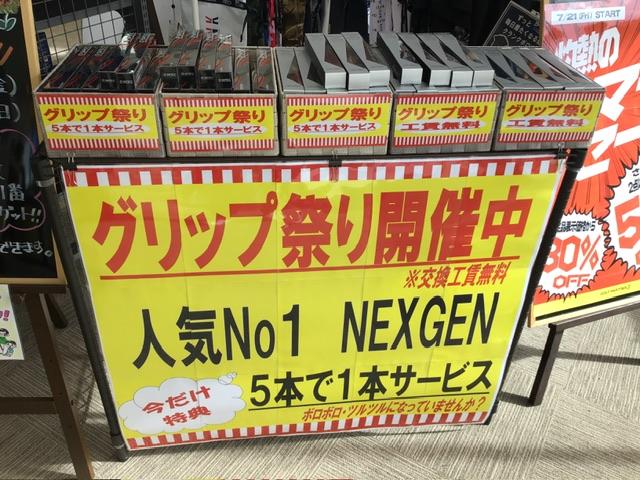 7/21(月) START
グリップ祭り
5本で1本サービス
グリップ祭り
5本で1本サービス
グリップ祭り
5本で1本サービス
グリップ祭り
工賃無料
グリップ祭り
工賃無料
灼熱の
グリップ祭り開催中
※交換工賃無料
人気No1 NEXGEN
今だけ
特典
5本で1本サービス
ボロボロ・ツルツルになっていませんか?
30%
OFF